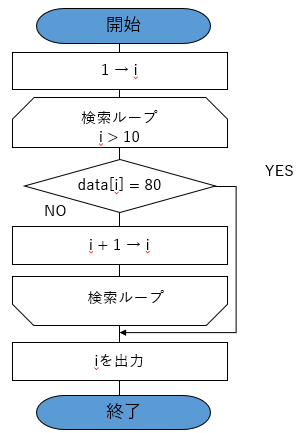 開始
1 → i
検索ループ
i > 10
data[i] = 80
YES
NO
i + 1 → i
検索ループ
iを出力
終了